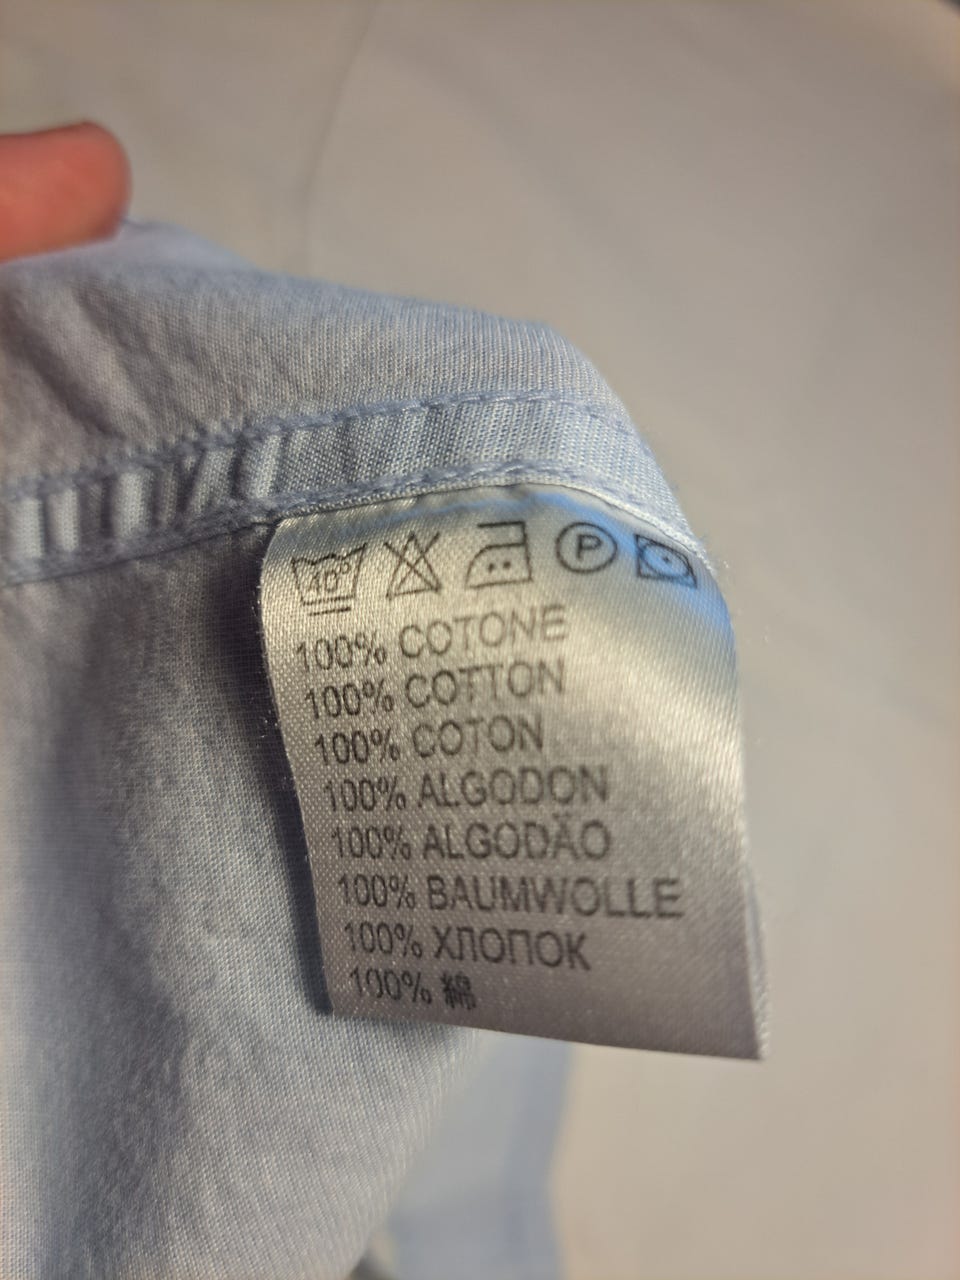 40°
P
100% COTONE
100% COTTON
100% COTON
100% ALGODON
100% ALGODÃO
100% BAUMWOLLE
100% ХЛОПОК
100% 綿